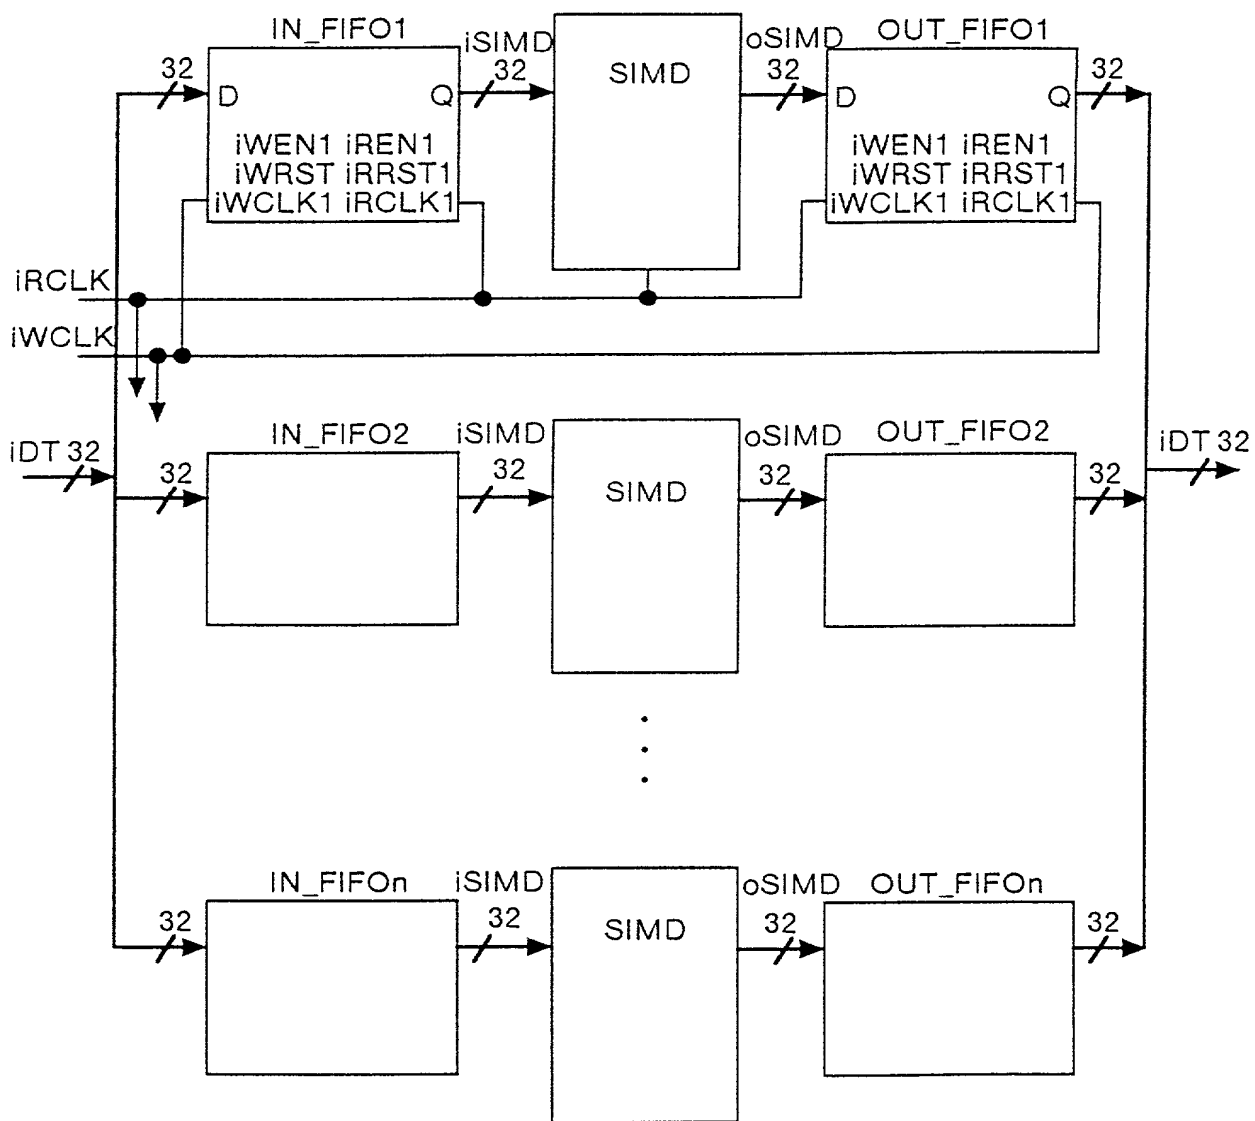 IN_FIFO1
iSIMD
oSIMD
OUT_FIFO1
32
32
SIMD
32
32
D
Q
D
Q
iWEN1 iREN1
iWRST iRRST1
iWCLK1 iRCLK1
iWEN1 iREN1
iWRST iRRST1
iWCLK1 iRCLK1
iRCLK
iWCLK
IN_FIFO2
iSIMD
oSIMD
OUT_FIFO2
iDT 32
32
32
SIMD
32
32
iDT 32
IN_FIFOn
iSIMD
oSIMD
OUT_FIFOn
32
32
SIMD
32
32